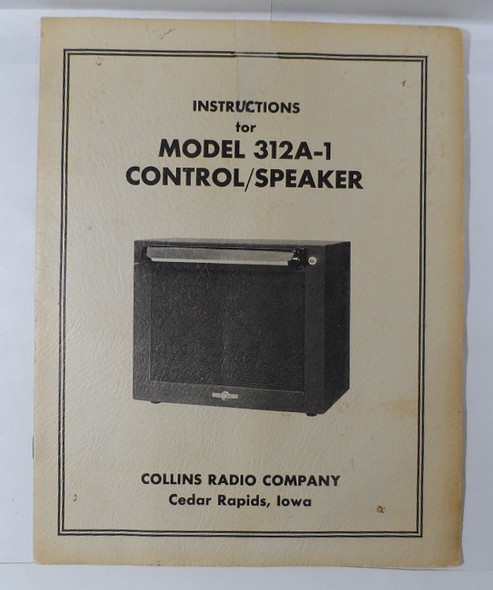 INSTRUCTIONS
for
MODEL 312A-1
CONTROL/SPEAKER
COLLINS RADIO COMPANY
Cedar Rapids, Iowa